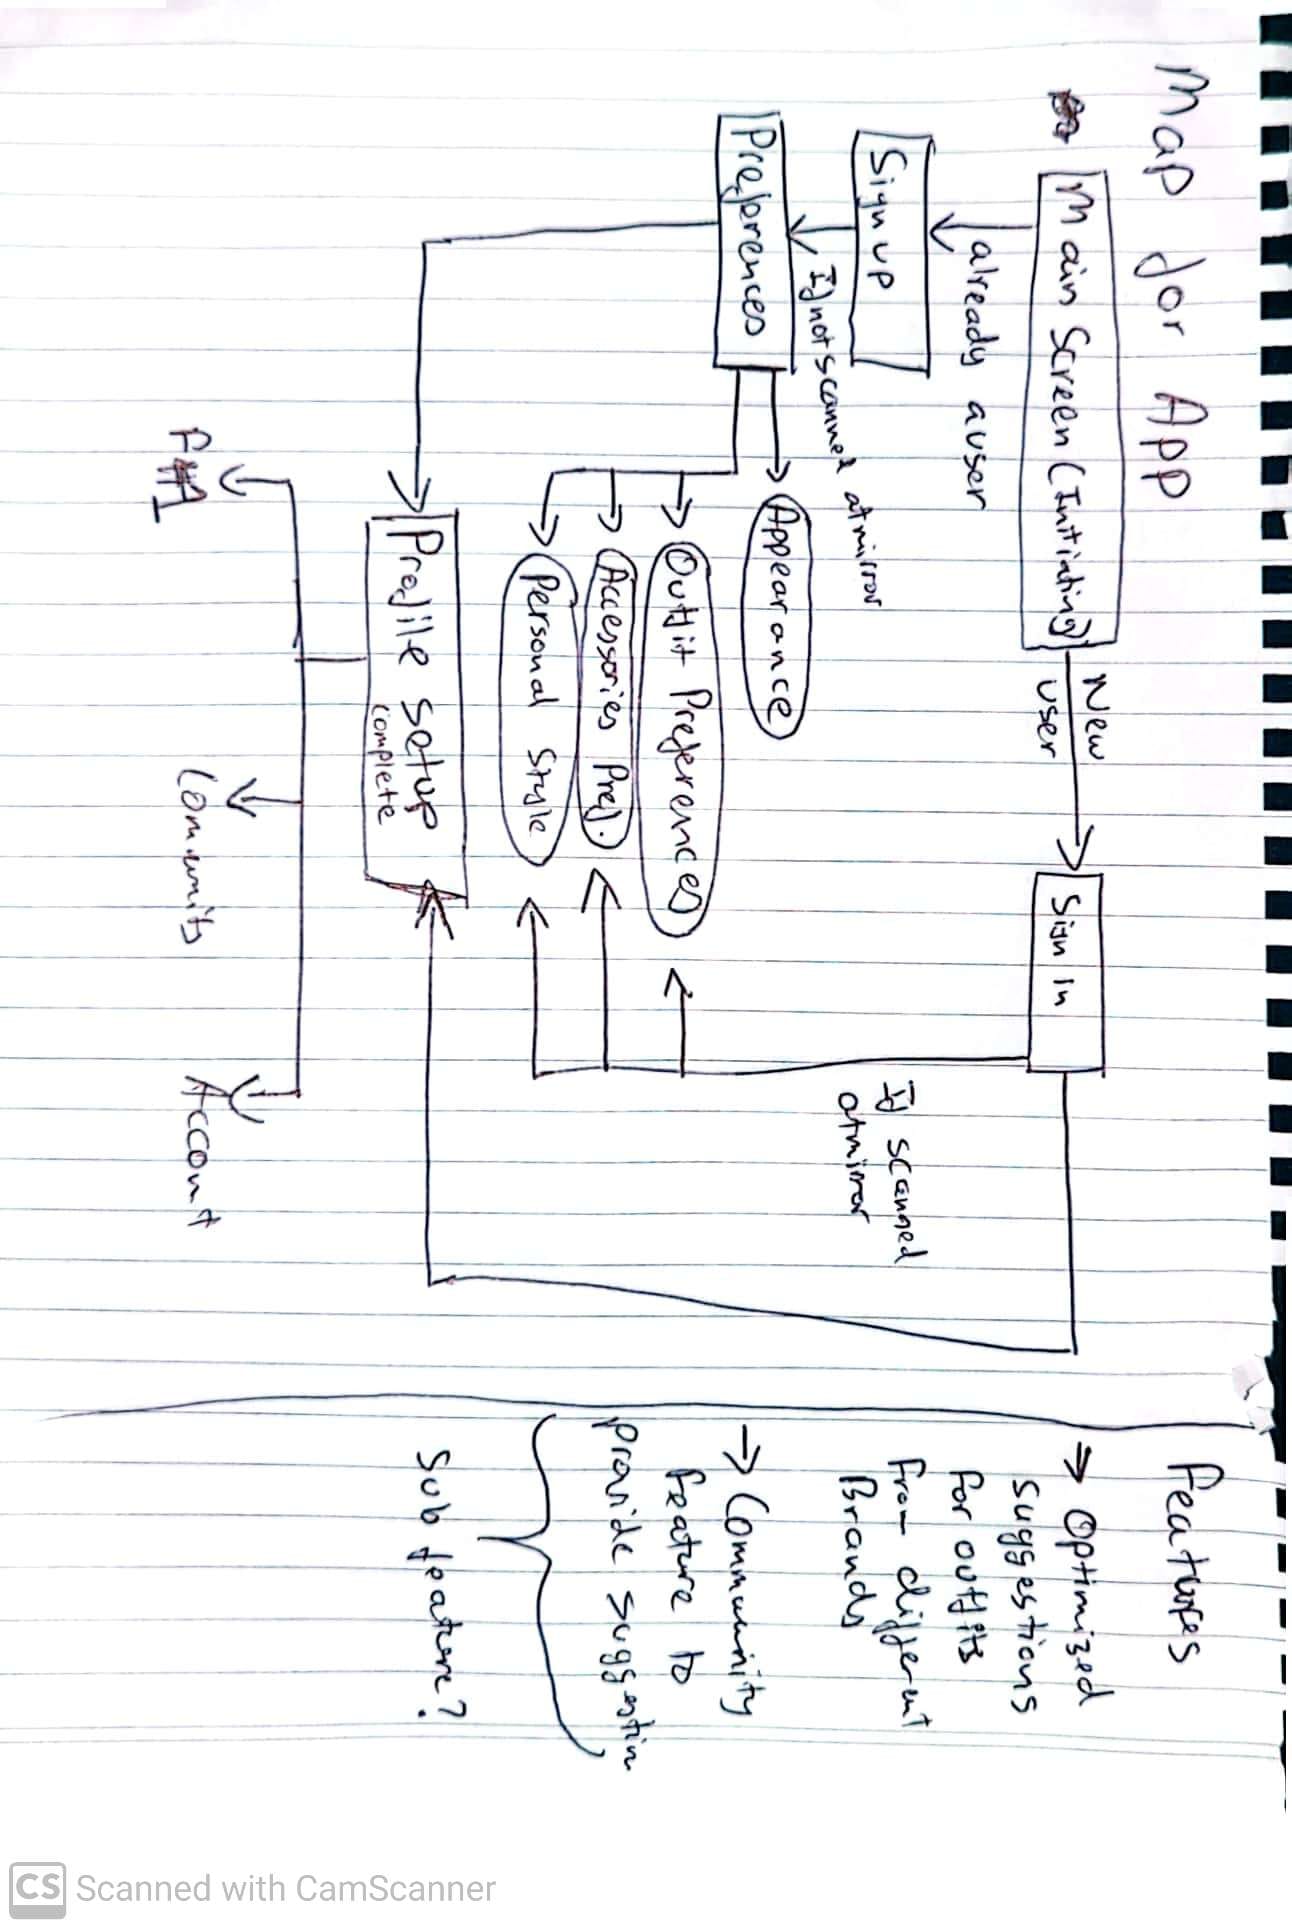 Map for App
Main Screen (Initiating)
New
user
Sign In
already a user
Sign up
If not scanned at mirror
If scanned
at mirror
Preferences
Appearance
Outfit Preferences
Accessories Pref.
Personal Style
Profile setup
complete
Community
Account
Features
→ Optimized
suggestions
for outfits
from different
Brands
→ Community
feature to
provide suggestion
Sub feature?
CS Scanned with CamScanner